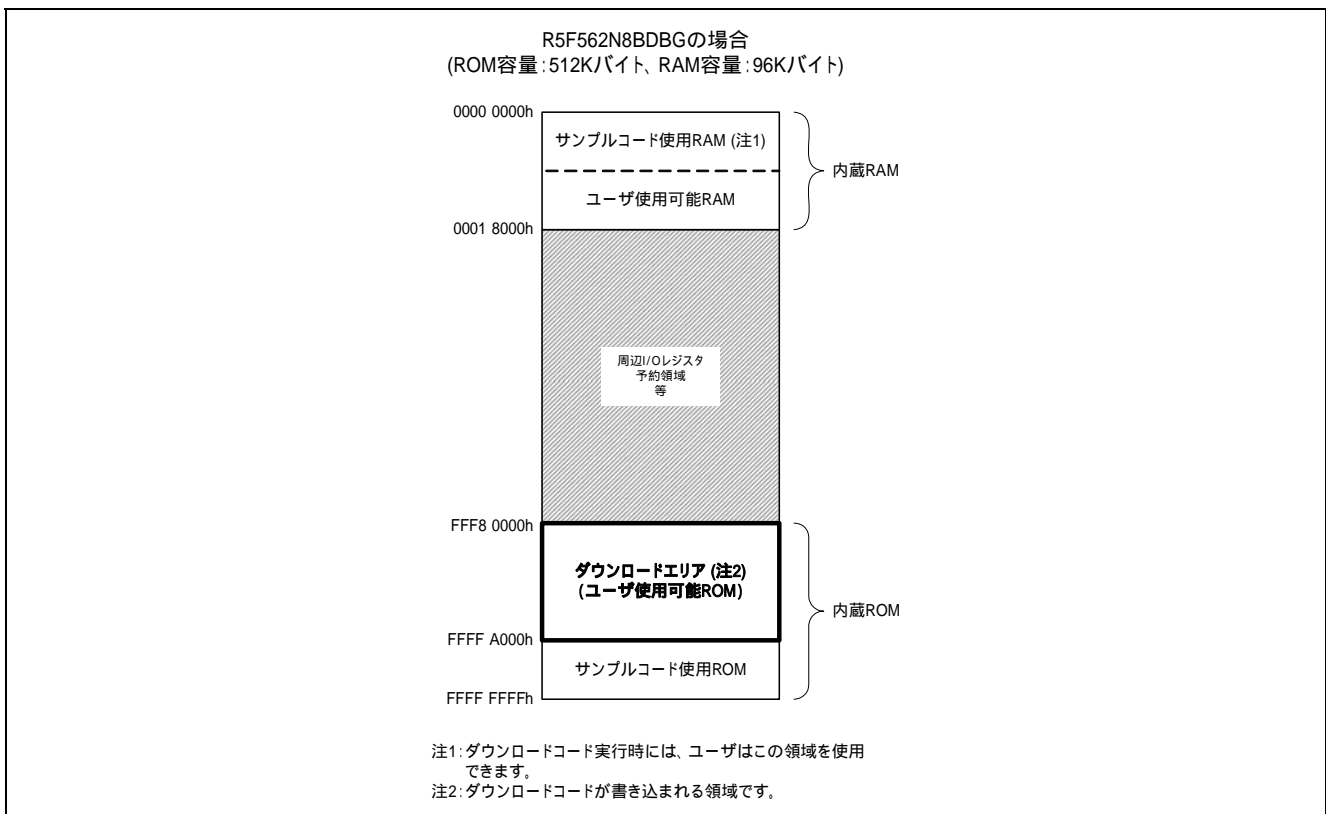 R5F562N8BDBGの場合
(ROM容量:512Kバイト、RAM容量:96Kバイト)
0000 0000h
サンプルコード使用RAM (注1)
内蔵RAM
ユーザ使用可能RAM
0001 8000h
周辺I/Oレジスタ
予約領域
等
FFF8 0000h
ダウンロードエリア (注2)
(ユーザ使用可能ROM)
内蔵ROM
FFFF A000h
サンプルコード使用ROM
FFFF FFFFh
注1:ダウンロードコード実行時には、ユーザはこの領域を使用
できます。
注2:ダウンロードコードが書き込まれる領域です。